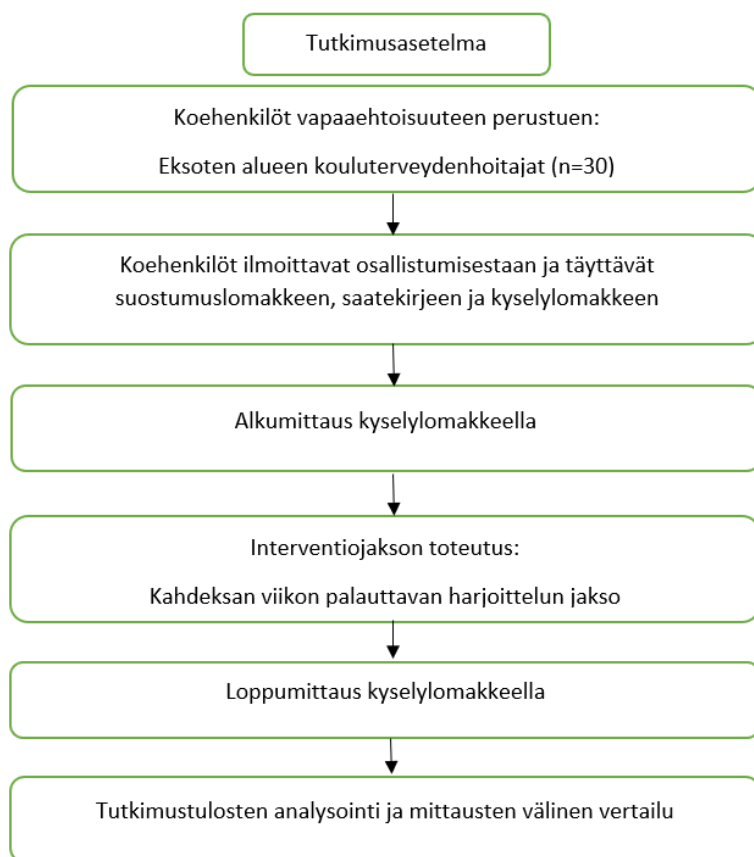 Tutkimusasetelma
Koehenkilöt vapaaehtoisuuteen perustuen:
Eksoten alueen kouluterveydenhoitajat (n=30)
Koehenkilöt ilmoittavat osallistumisestaan ja täyttävät
suostumuslomakkeen, saatekirjeen ja kyselylomakkeen
Alkumittaus kyselylomakkeella
Interventiojakson toteutus:
Kahdeksan viikon palauttavan harjoittelun jakso
Loppumittaus kyselylomakkeella
Tutkimustulosten analysointi ja mittausten välinen vertailu